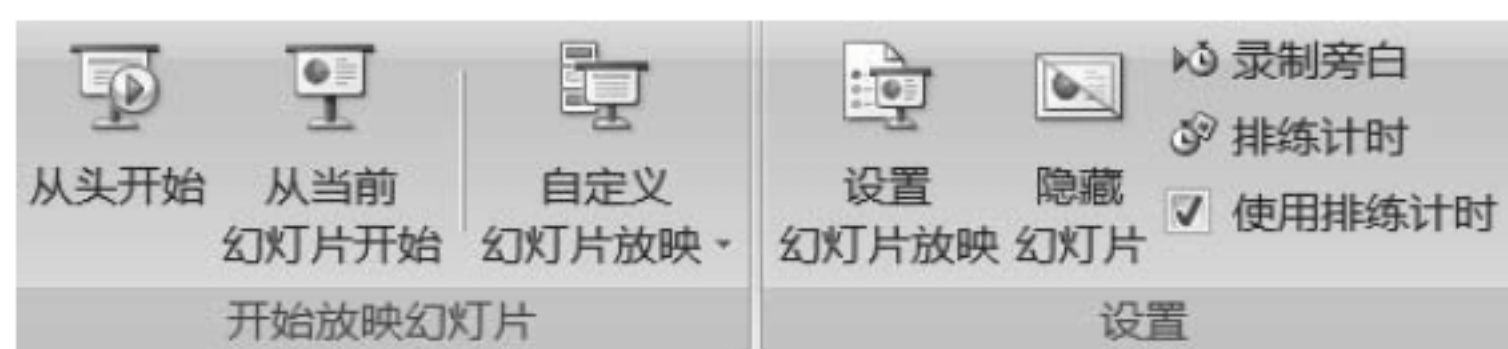 从头开始
从当前
幻灯片开始
自定义
幻灯片放映
开始放映幻灯片
设置
幻灯片放映
隐藏
幻灯片
录制旁白
排练计时
使用排练计时
设置